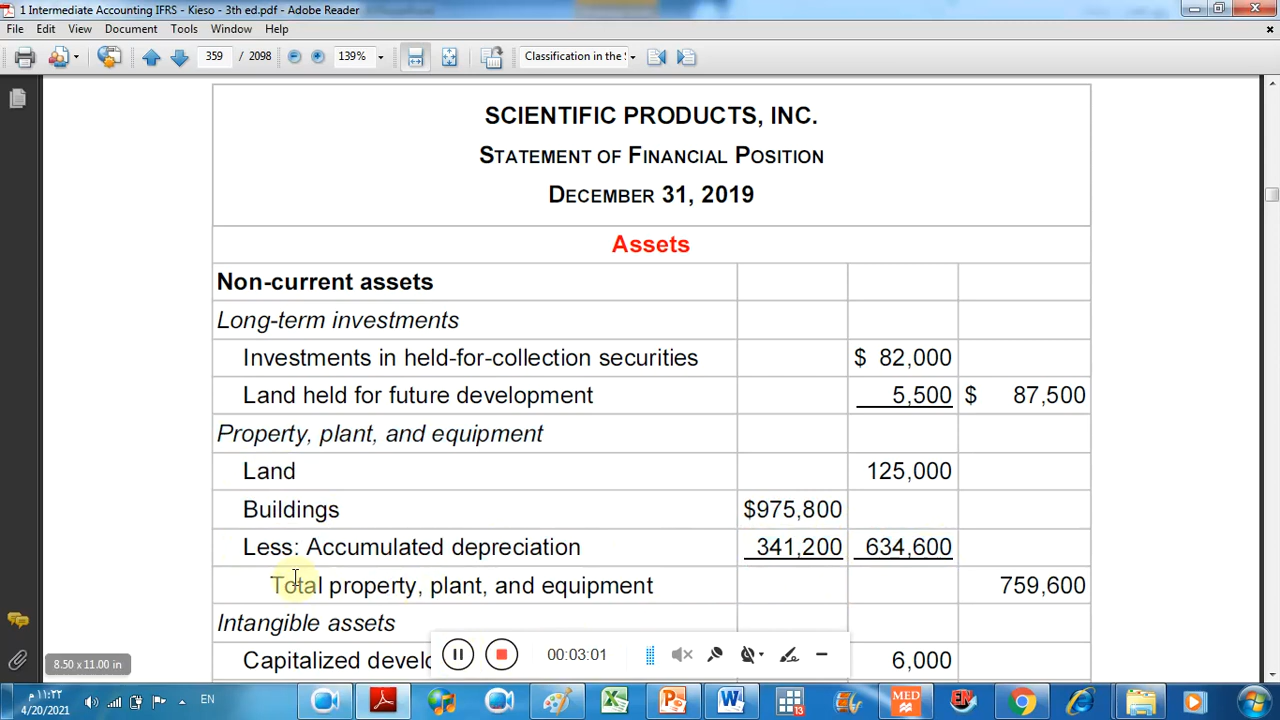 1 Intermediate Accounting IFRS - Kieso - 3th ed.pdf - Adobe Reader
File Edit View Document Tools Window Help
359 / 2098 139% Classification in the
SCIENTIFIC PRODUCTS, INC.
STATEMENT OF FINANCIAL POSITION
DECEMBER 31, 2019
Assets
Non-current assets
Long-term investments
Investments in held-for-collection securities $ 82,000
Land held for future development 5,500 $ 87,500
Property, plant, and equipment
Land 125,000
Buildings $975,800
Less: Accumulated depreciation 341,200 634,600
Total property, plant, and equipment 759,600
Intangible assets
Capitalized develo 6,000
00:03:01
8.50 x 11.00 in
EN
١١:٢٢ م
4/20/2021
13
MED
EN